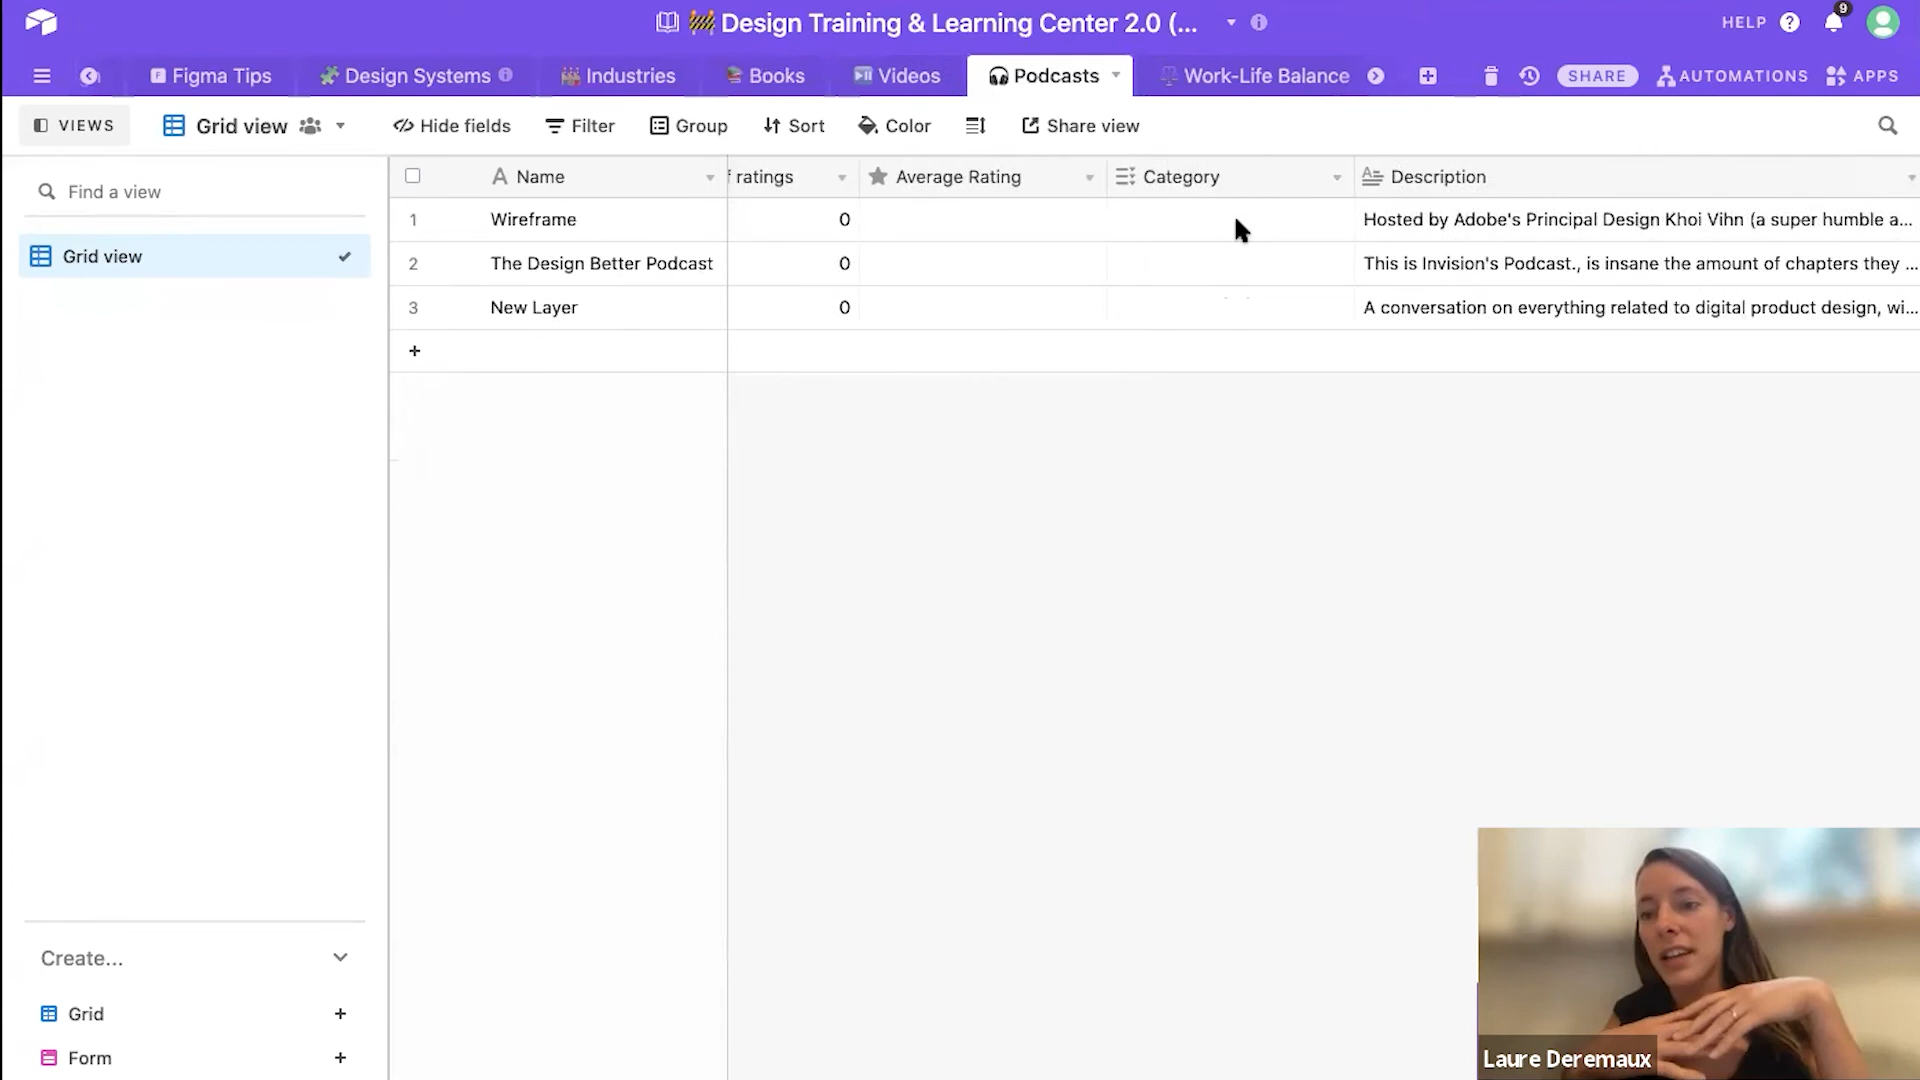 Design Training & Learning Center 2.0 (...
HELP
9
Figma Tips
Design Systems
Industries
Books
Videos
Podcasts
Work-Life Balance
SHARE
AUTOMATIONS
APPS
VIEWS
Grid view
Hide fields
Filter
Group
Sort
Color
Share view
Find a view
Grid view
Name
ratings
Average Rating
Category
Description
1 Wireframe 0 Hosted by Adobe's Principal Design Khoi Vihn (a super humble a...
2 The Design Better Podcast 0 This is Invision's Podcast., is insane the amount of chapters they ...
3 New Layer 0 A conversation on everything related to digital product design, wi...
+
Create...
Grid +
Form +
Laure Deremaux